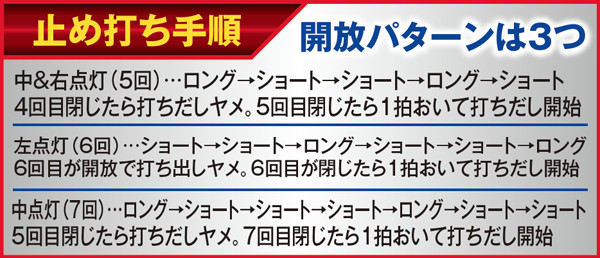 止め打ち手順
開放パターンは3つ
中&右点灯(5回)…ロング→ショート→ショート→ロング→ショート
4回目閉じたら打ちだしヤメ。5回目閉じたら1拍おいて打ちだし開始
左点灯(6回)…ショート→ショート→ロング→ショート→ショート→ロング
6回目が開放で打ち出しヤメ。6回目が閉じたら1拍おいて打ちだし開始
中点灯(7回)…ロング→ショート→ショート→ショート→ロング→ショート→ショート
5回目閉じたら打ちだしヤメ。7回目閉じたら1拍おいて打ちだし開始